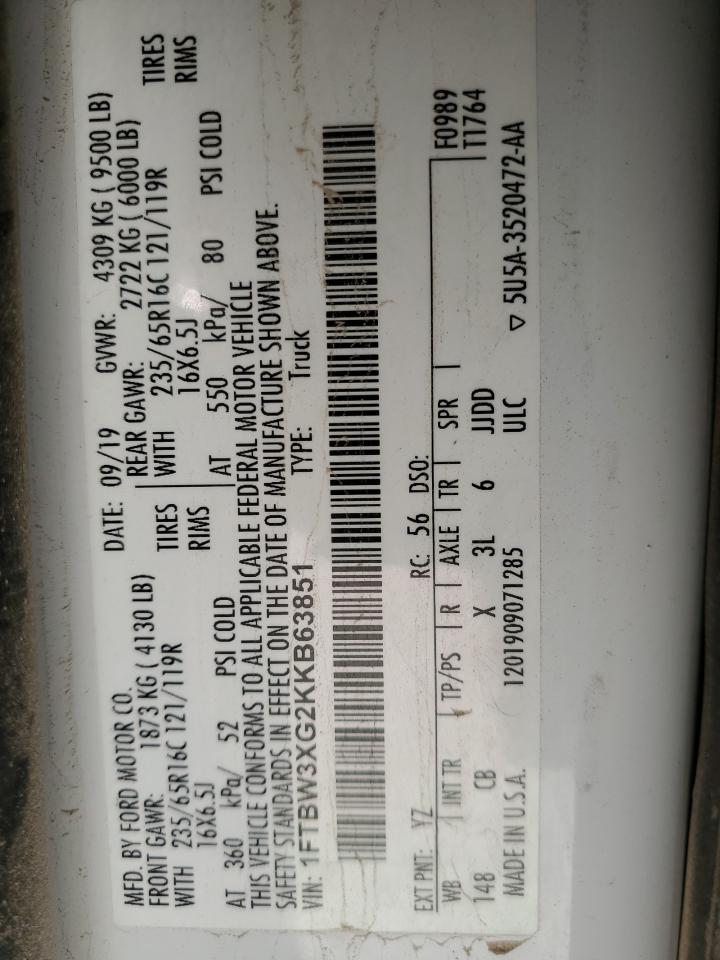 MFD. BY FORD MOTOR CO. DATE: 09/19 GVWR: 4309 KG ( 9500 LB)
FRONT GAWR: 1873 KG ( 4130 LB) REAR GAWR: 2722 KG ( 6000 LB)
WITH 235/65R16C 121/119R TIRES WITH 235/65R16C 121/119R TIRES
16X6.5J RIMS 16X6.5J RIMS
AT 360 kPa/ 52 PSI COLD AT 550 kPa/ 80 PSI COLD
THIS VEHICLE CONFORMS TO ALL APPLICABLE FEDERAL MOTOR VEHICLE
SAFETY STANDARDS IN EFFECT ON THE DATE OF MANUFACTURE SHOWN ABOVE.
VIN: 1FTBW3XG2KKB63851 TYPE: Truck
EXT PNT: YZ RC: 56 DSO: F0989
WB INT TR TP/PS R AXLE TR SPR T1764
148 CB X 3L 6 JJDD
MADE IN U.S.A. 1201909071285 ULC ▽ 5U5A-3520472-AA